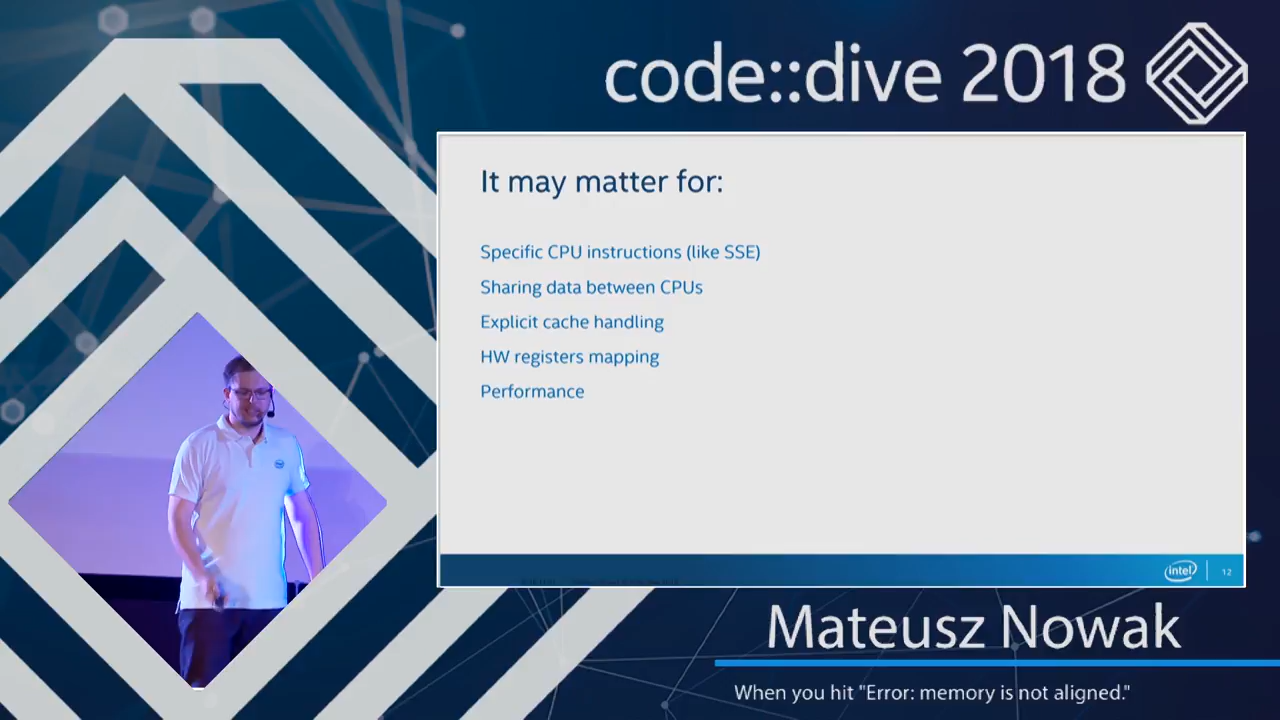 code::dive 2018
It may matter for:
Specific CPU instructions (like SSE)
Sharing data between CPUs
Explicit cache handling
HW registers mapping
Performance
intel
12
Mateusz Nowak
When you hit "Error: memory is not aligned."